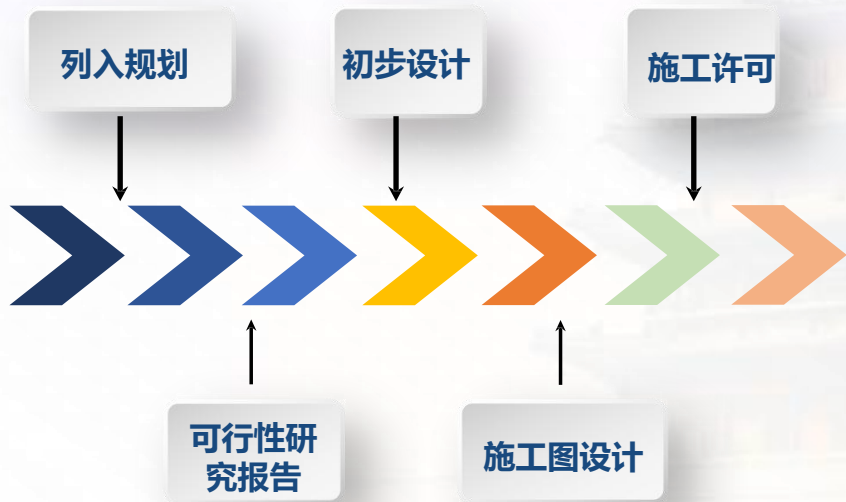 列入规划
初步设计
施工许可
可行性研
究报告
施工图设计